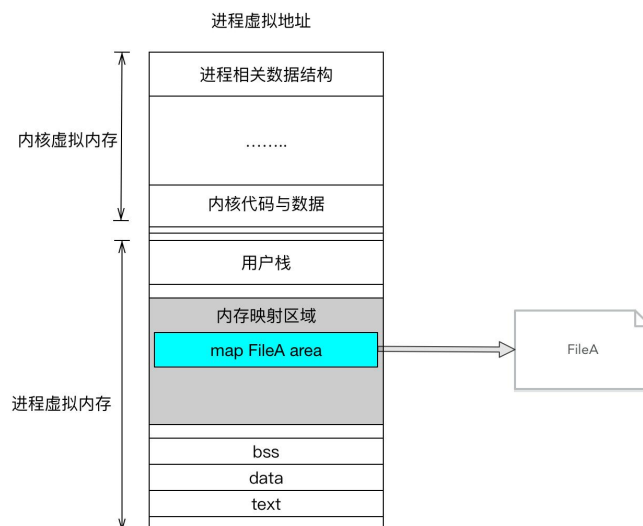 进程虚拟地址
进程相关数据结构
内核虚拟内存
........
内核代码与数据
用户栈
内存映射区域
map FileA area
FileA
进程虚拟内存
bss
data
text